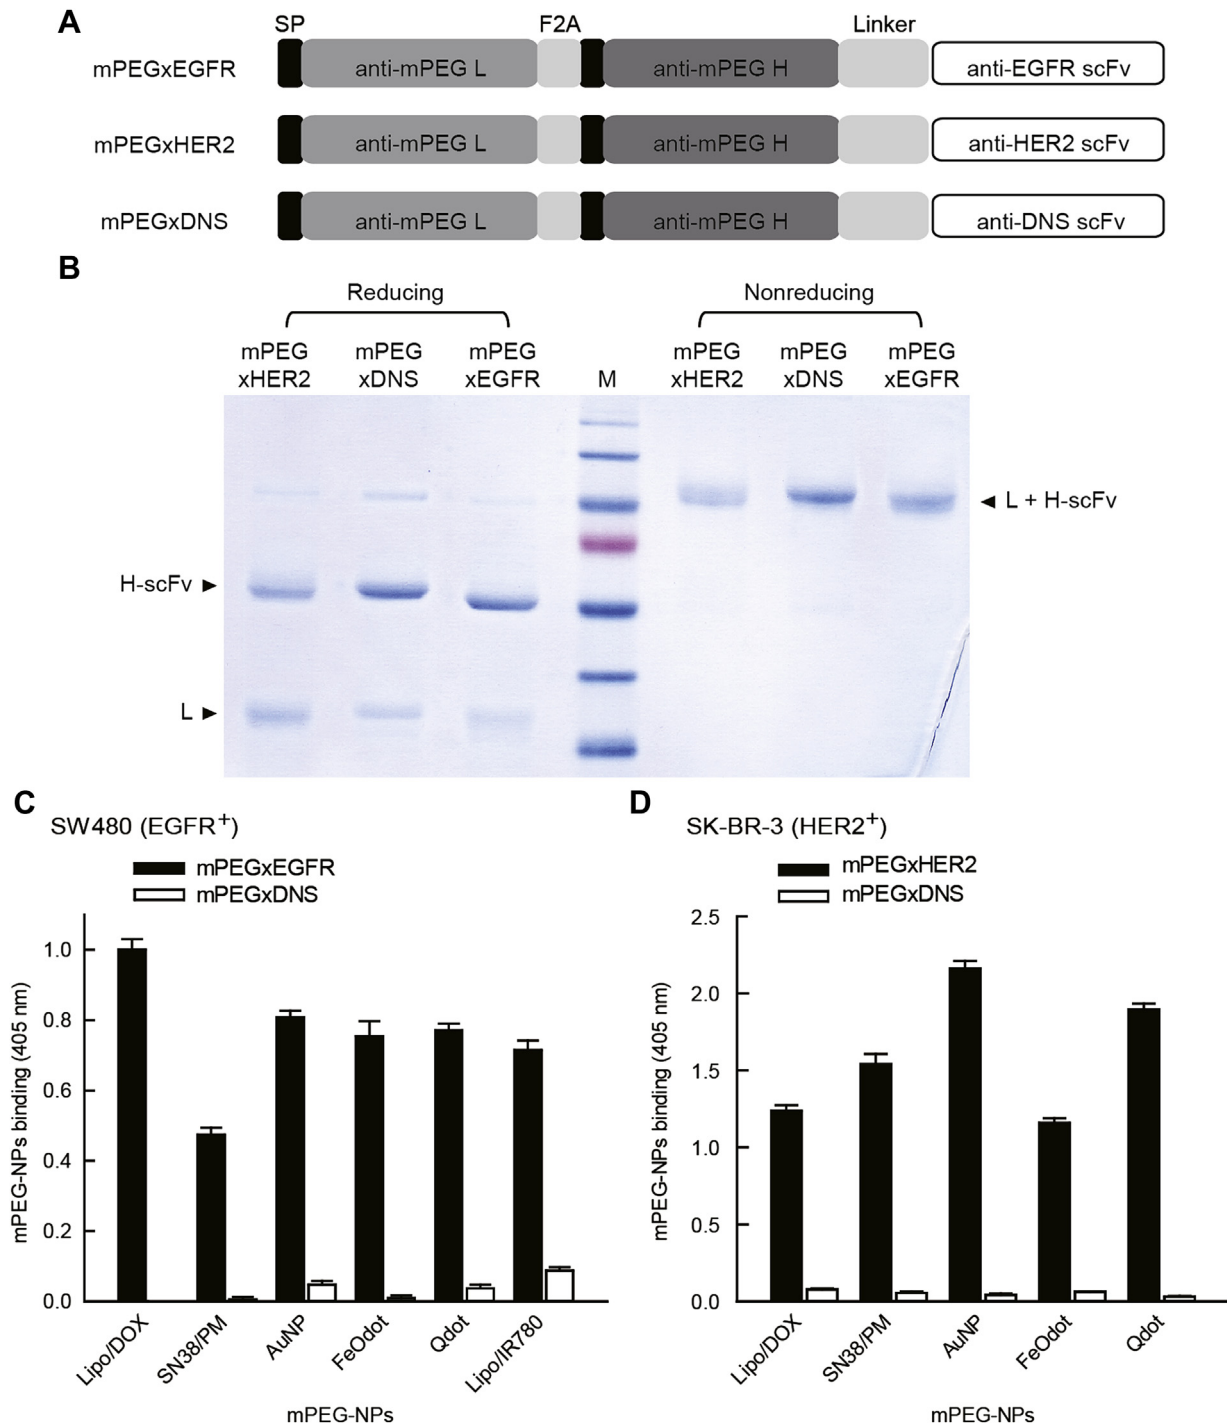 A
SP F2A Linker
mPEGxEGFR anti-mPEG L anti-mPEG H anti-EGFR scFv
mPEGxHER2 anti-mPEG L anti-mPEG H anti-HER2 scFv
mPEGxDNS anti-mPEG L anti-mPEG H anti-DNS scFv
B
Reducing Nonreducing
mPEG mPEG mPEG mPEG mPEG mPEG
xHER2 xDNS xEGFR M xHER2 xDNS xEGFR
◄ L + H-scFv
H-scFv ►
L ►
C
SW480 (EGFR+)
mPEGxEGFR
mPEGxDNS
mPEG-NPs binding (405 nm)
1.0
0.8
0.6
0.4
0.2
0.0
Lipo/DOX SN38/PM AuNP FeOdot Qdot Lipo/IR780
mPEG-NPs
D
SK-BR-3 (HER2+)
mPEGxHER2
mPEGxDNS
mPEG-NPs binding (405 nm)
2.5
2.0
1.5
1.0
0.5
0.0
Lipo/DOX SN38/PM AuNP FeOdot Qdot
mPEG-NPs